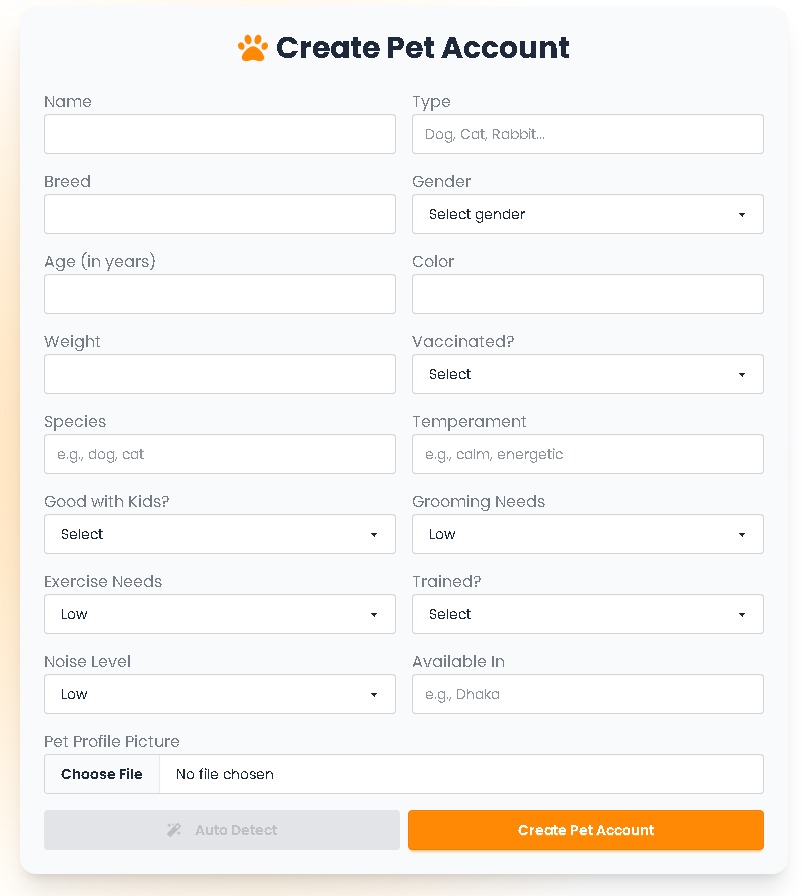 Create Pet Account
Name
Type
Dog, Cat, Rabbit...
Breed
Gender
Select gender
Age (in years)
Color
Weight
Vaccinated?
Select
Species
e.g., dog, cat
Temperament
e.g., calm, energetic
Good with Kids?
Select
Grooming Needs
Low
Exercise Needs
Low
Trained?
Select
Noise Level
Low
Available In
e.g., Dhaka
Pet Profile Picture
Choose File No file chosen
Auto Detect
Create Pet Account